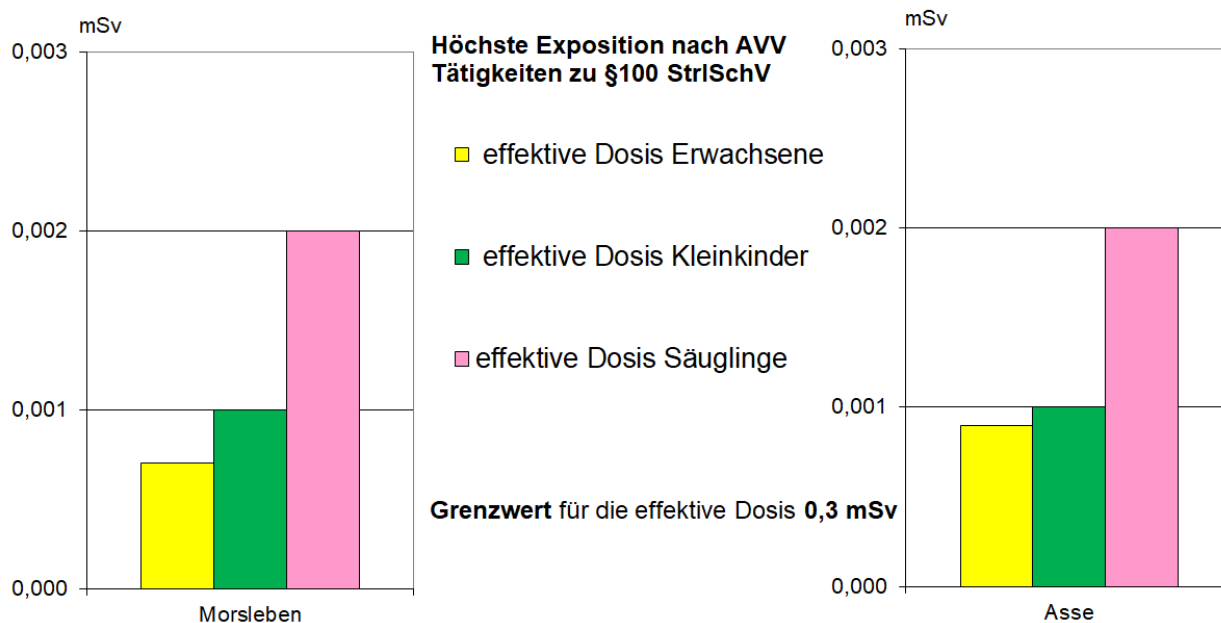 mSv
0,003
0,002
0,001
0,000
Morsleben
Höchste Exposition nach AVV
Tätigkeiten zu §100 StrlSchV
effektive Dosis Erwachsene
effektive Dosis Kleinkinder
effektive Dosis Säuglinge
Grenzwert für die effektive Dosis 0,3 mSv
mSv
0,003
0,002
0,001
0,000
Asse